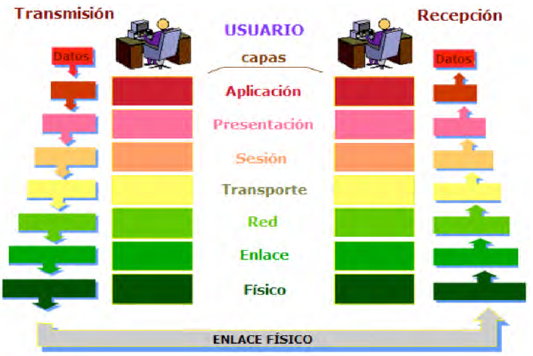 Transmisión
Recepción
USUARIO
capas
Datos
Datos
Aplicación
Presentación
Sesión
Transporte
Red
Enlace
Físico
ENLACE FÍSICO